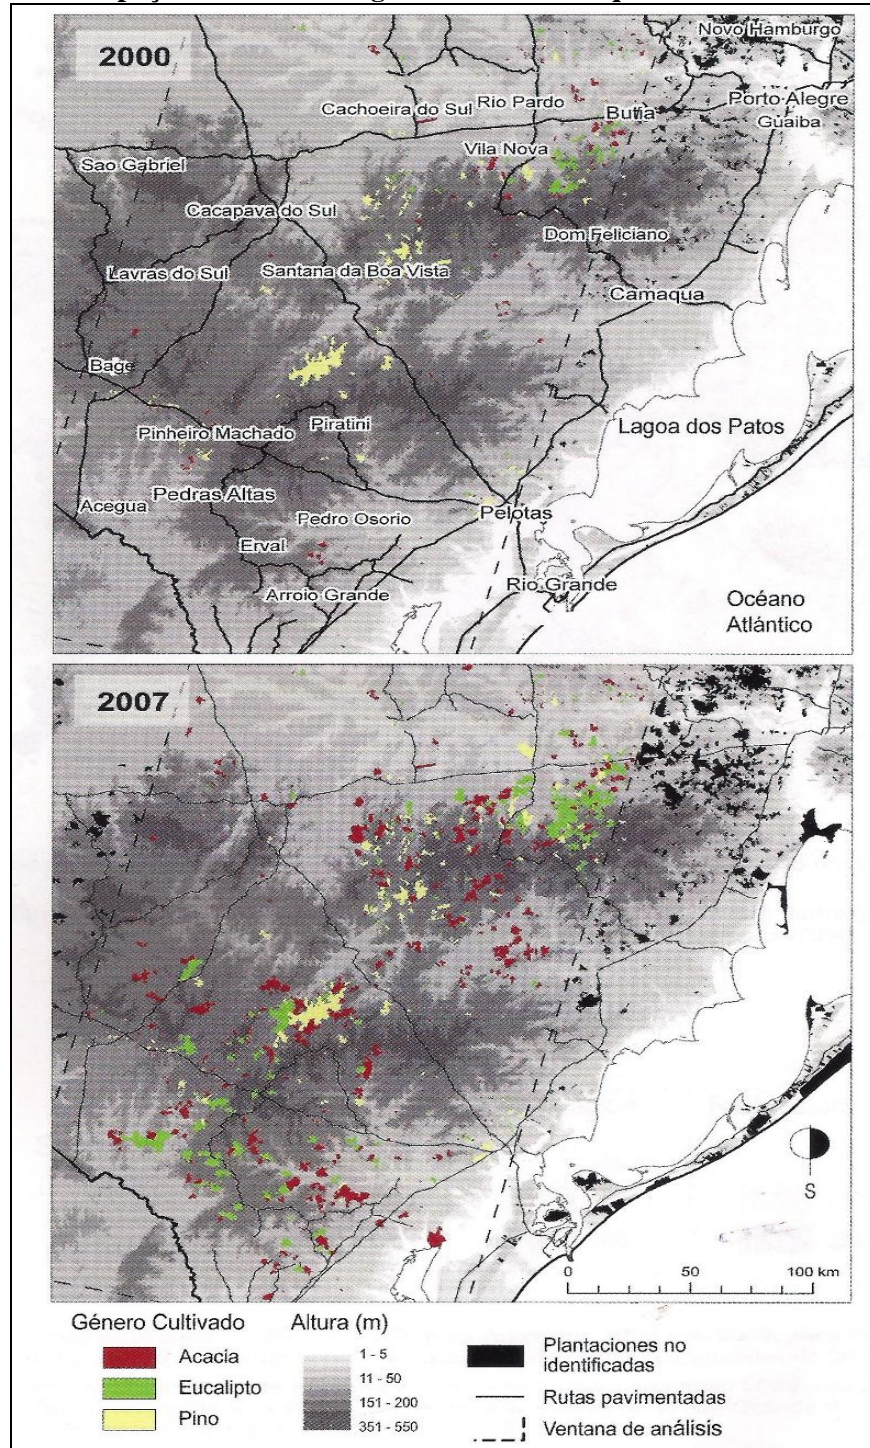 2000
Novo Hamburgo
Cachoeira do Sul
Rio Pardo
Butia
Porto Alegre
Guaiba
Vila Nova
Sao Gabriel
Cacapava do Sul
Dom Feliciano
Lavras do Sul
Santana da Boa Vista
Camaqua
Bage
Piratini
Lagoa dos Patos
Pinheiro Machado
Pedras Altas
Acegua
Pedro Osorio
Pelotas
Erval
Arroio Grande
Rio Grande
Océano
Atlántico
2007
S
0 50 100 km
Género Cultivado
Acacia
Eucalipto
Pino
Altura (m)
1 - 5
11 - 50
151 - 200
351 - 550
Plantaciones no
identificadas
Rutas pavimentadas
Ventana de análisis